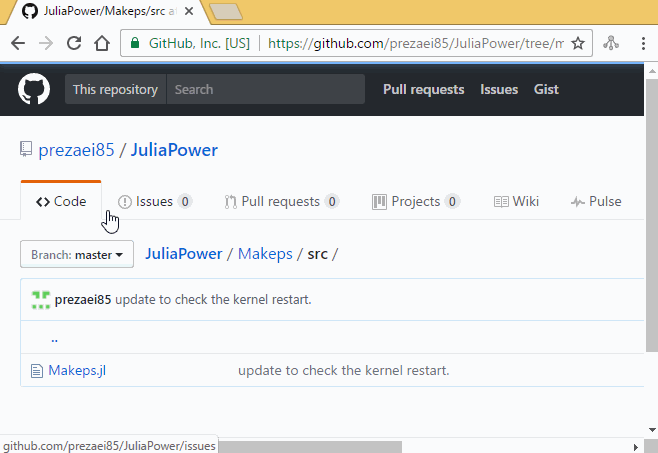 JuliaPower/Makeps/src at
GitHub, Inc. [US] https://github.com/prezaei85/JuliaPower/tree/m
This repository Search Pull requests Issues Gist
prezaei85 / JuliaPower
Code Issues 0 Pull requests 0 Projects 0 Wiki Pulse
Branch: master JuliaPower / Makeps / src /
prezaei85 update to check the kernel restart.
..
Makeps.jl update to check the kernel restart.
github.com/prezaei85/JuliaPower/issues